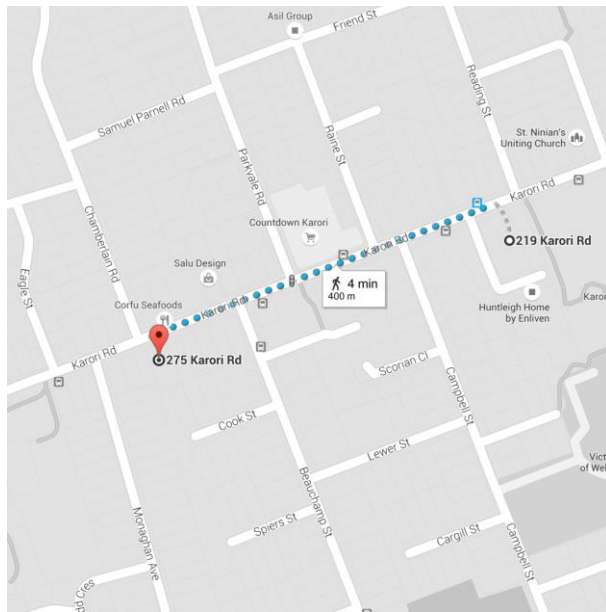 Asil Group
Friend St
Samuel Parnell Rd
Reading St
St. Ninian's
Uniting Church
Raine St
Parkvale Rd
Karori Rd
Chamberlain Rd
Countdown Karori
Karori Rd
219 Karori Rd
Salu Design
Eagle St
4 min
400 m
Huntleigh Home
by Enliven
Karori Rd
Corfu Seafoods
Karori Rd
275 Karori Rd
Scorian Cl
Campbell St
Cook St
Lewer St
Beauchamp St
Spiers St
Monaghan Ave
Cargill St
Campbell St